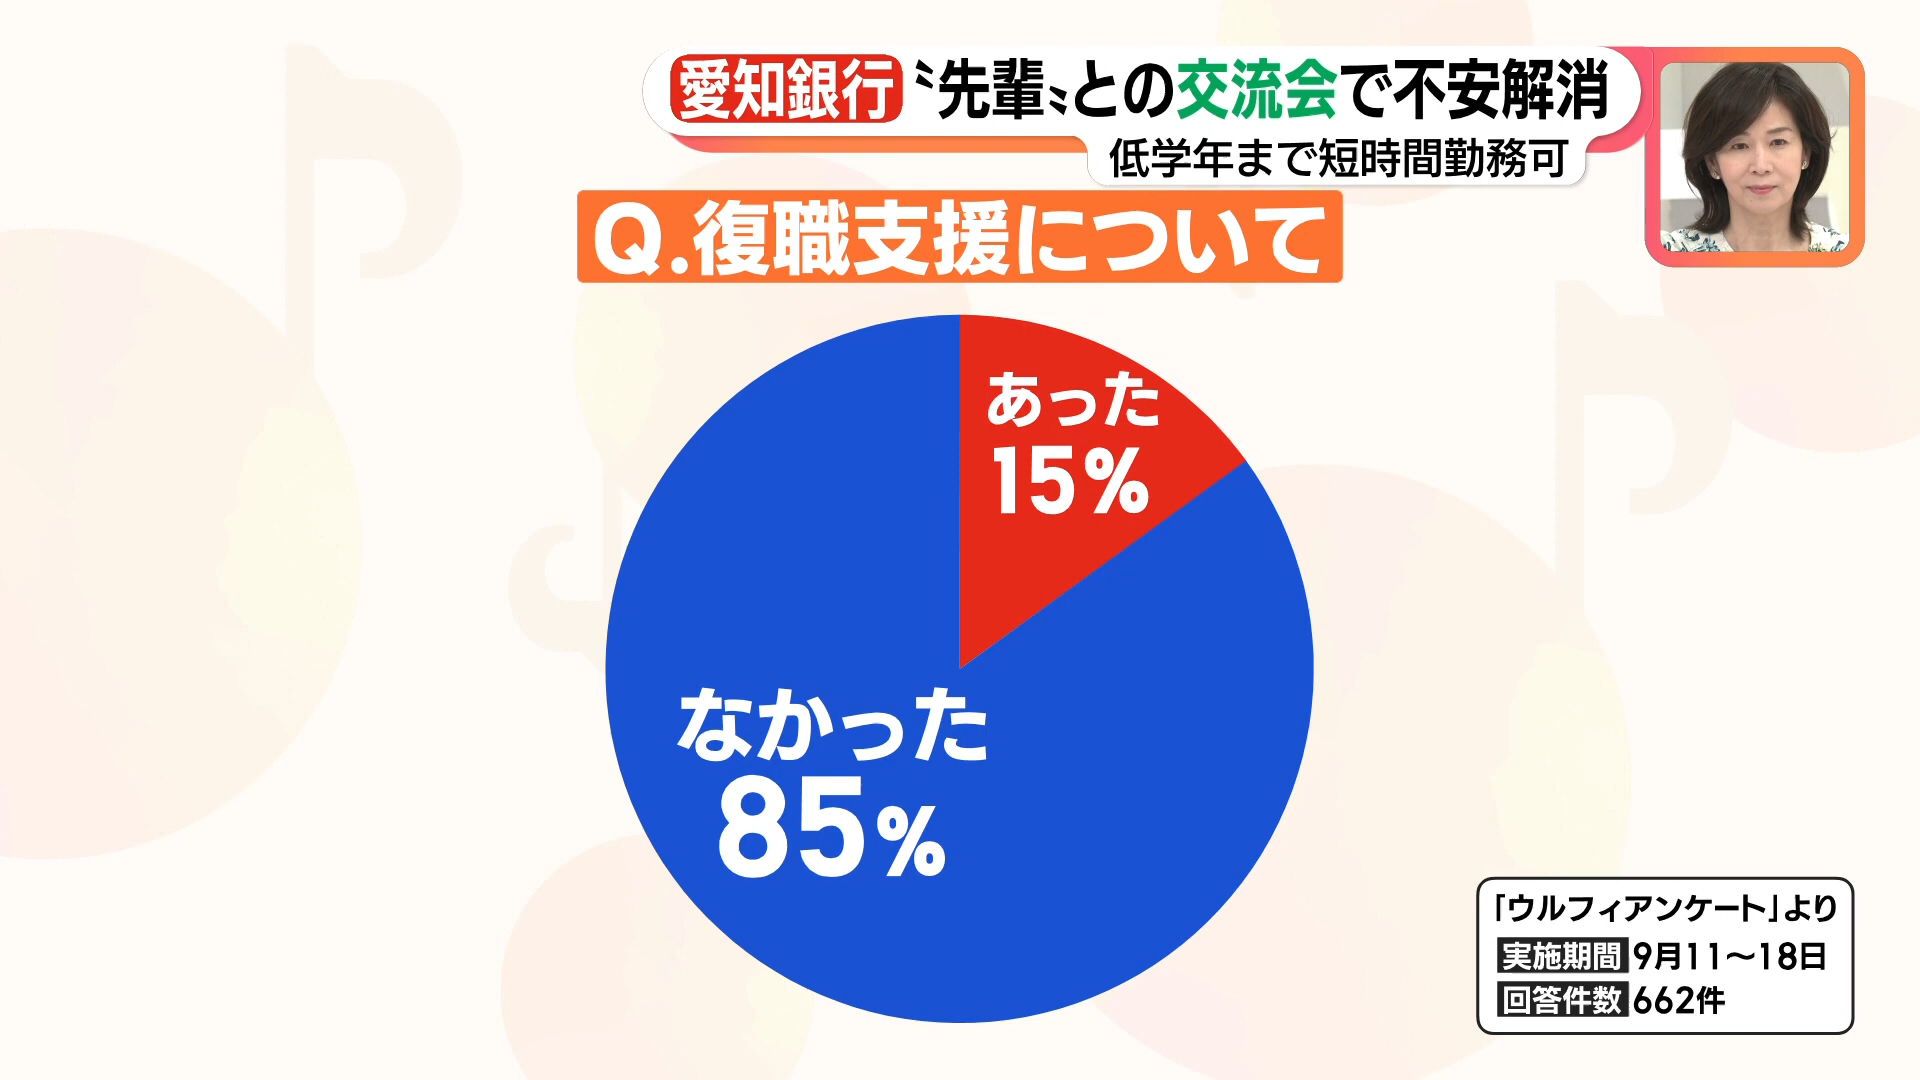 愛知銀行 〝先輩〟との交流会で不安解消
低学年まで短時間勤務可
Q.復職支援について
あった
15%
なかった
85%
「ウルフィアンケート」より
実施期間 9月11～18日
回答件数 662件